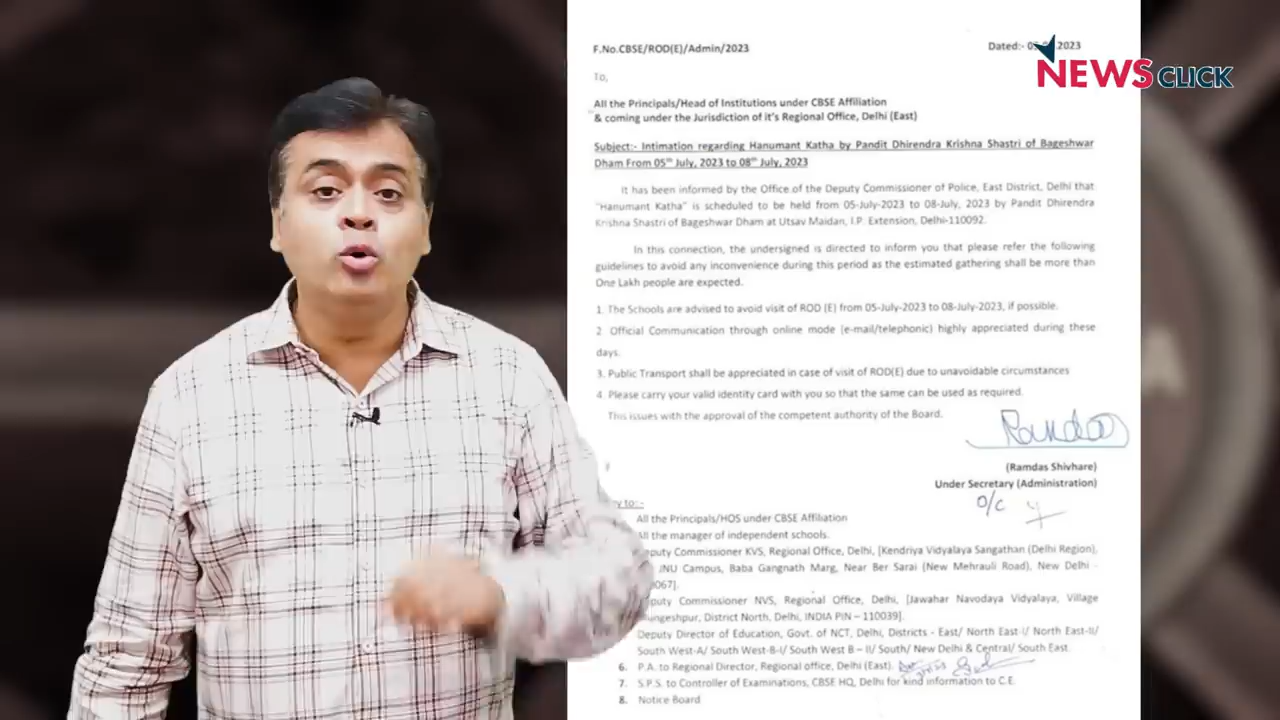 F.No.CBSE/ROD(E)/Admin/2023
Dated:- 2023
NEWSCLICK
To,
All the Principals/Head of Institutions under CBSE Affiliation
& coming under the Jurisdiction of it's Regional Office, Delhi (East)
Subject:- Intimation regarding Hanumant Katha by Pandit Dhirendra Krishna Shastri of Bageshwar
Dham From 05th July, 2023 to 08th July, 2023
It has been informed by the Office of the Deputy Commissioner of Police, East District, Delhi that
"Hanumant Katha" is scheduled to be held from 05-July-2023 to 08-July, 2023 by Pandit Dhirendra
Krishna Shastri of Bageshwar Dham at Utsav Maidan, I.P. Extension, Delhi-110092.
In this connection, the undersigned is directed to inform you that please refer the following
guidelines to avoid any inconvenience during this period as the estimated gathering shall be more than
One Lakh people are expected.
1. The Schools are advised to avoid visit of ROD (E) from 05-July-2023 to 08-July-2023, if possible.
2 Official Communication through online mode (e-mail/telephonic) highly appreciated during these
days.
3. Public Transport shall be appreciated in case of visit of ROD(E) due to unavoidable circumstances
4. Please carry your valid identity card with you so that the same can be used as required.
This issues with the approval of the competent authority of the Board.
Ramdas
(Ramdas Shivhare)
Under Secretary (Administration)
O/C
to:-
All the Principals/HOS under CBSE Affiliation
All the manager of independent schools.
Deputy Commissioner KVS, Regional Office, Delhi, [Kendriya Vidyalaya Sangathan (Delhi Region),
JNU Campus, Baba Gangnath Marg, Near Ber Sarai (New Mehrauli Road), New Delhi -
067].
Deputy Commissioner NVS, Regional Office, Delhi, [Jawahar Navodaya Vidyalaya, Village
ungeshpur, District North, Delhi, INDIA PIN – 110039].
Deputy Director of Education, Govt. of NCT, Delhi, Districts - East/ North East-I/ North East-II/
South West-A/ South West-B-I/ South West B – II/ South/ New Delhi & Central/ South East
6. P.A. to Regional Director, Regional office, Delhi (East).
7. S.P.S. to Controller of Examinations, CBSE HQ, Delhi for kind information to C.E.
8. Notice Board